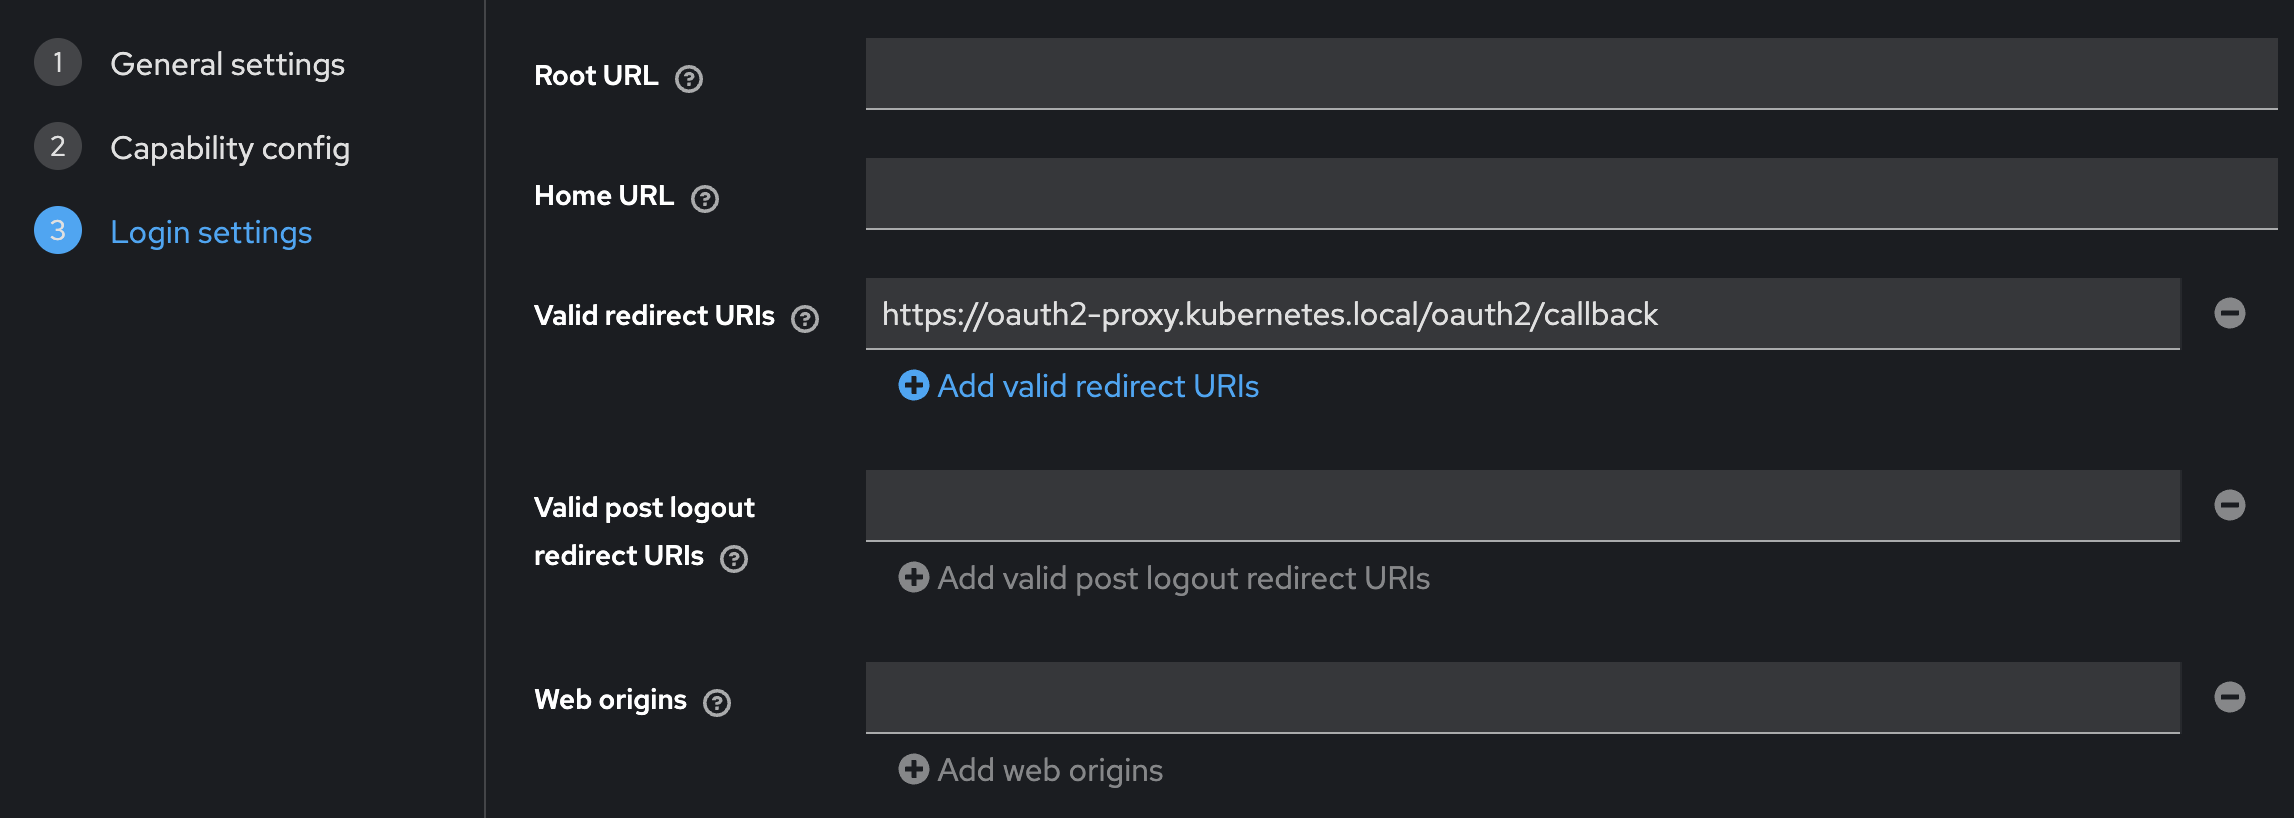 1 General settings
2 Capability config
3 Login settings
Root URL ?
Home URL ?
Valid redirect URIs ? https://oauth2-proxy.kubernetes.local/oauth2/callback
Add valid redirect URIs
Valid post logout
redirect URIs ?
Add valid post logout redirect URIs
Web origins ?
Add web origins